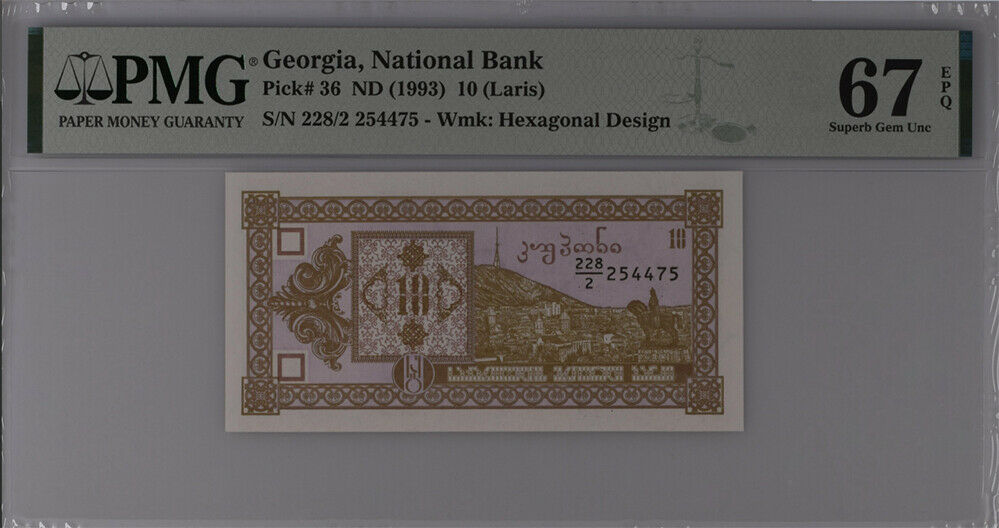 PMG®
PAPER MONEY GUARANTY
Georgia, National Bank
Pick# 36 ND (1993) 10 (Laris)
S/N 228/2 254475 - Wmk: Hexagonal Design
67
EPQ
Superb Gem Unc
კუპონი
10
228/2 254475
10